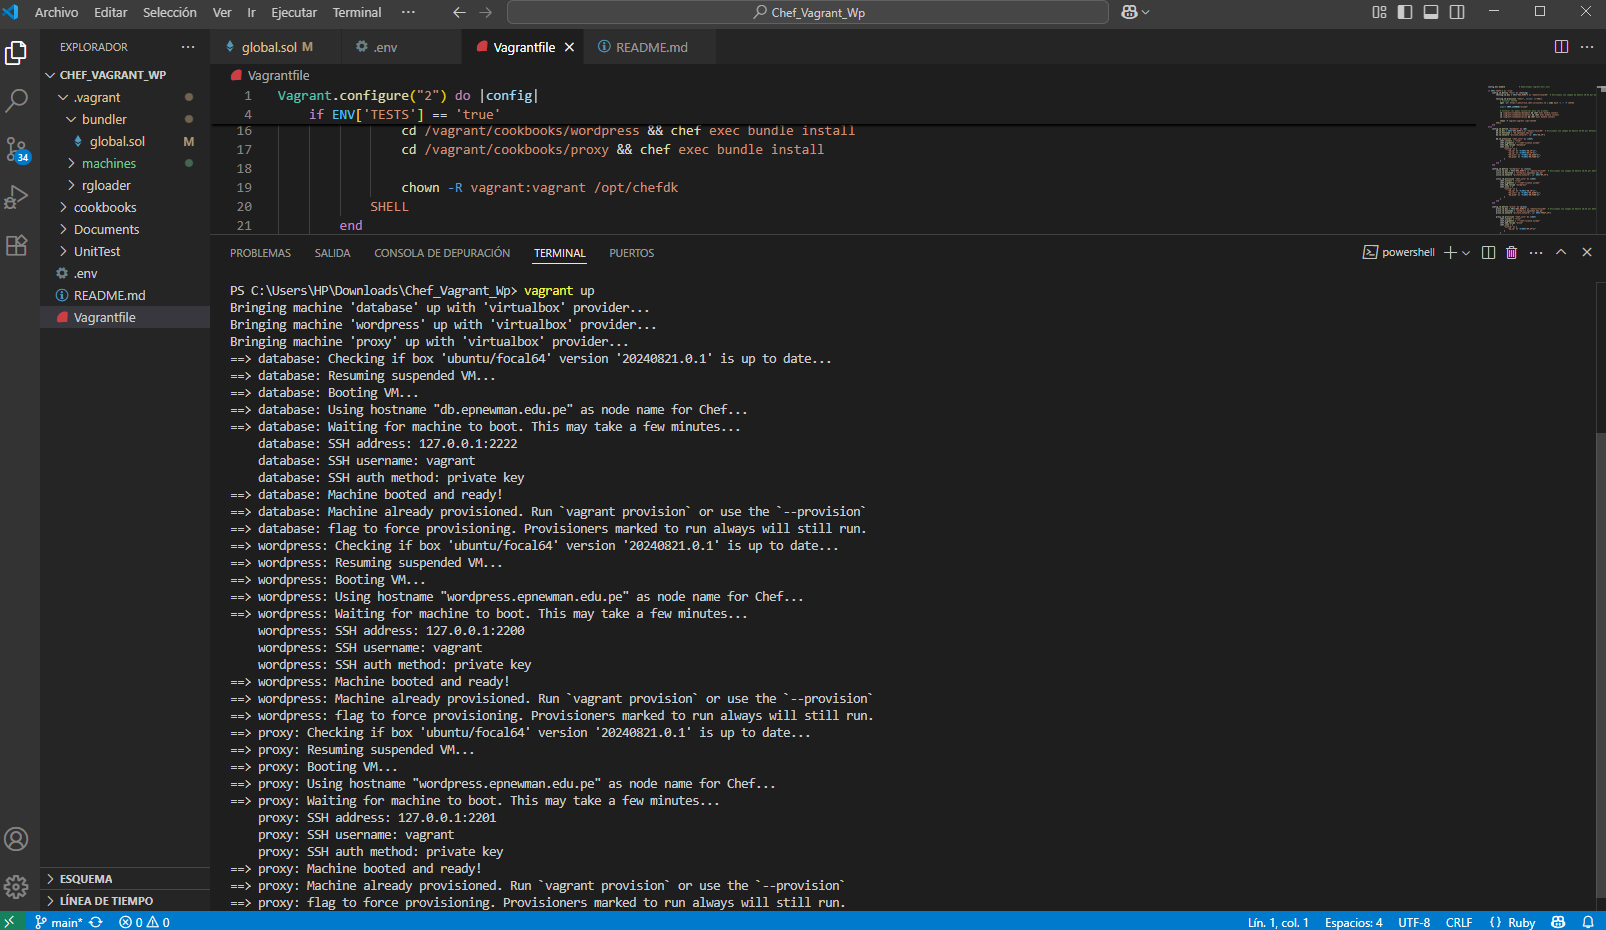 Archivo Editar Selección Ver Ir Ejecutar Terminal ··· Chef_Vagrant_Wp
EXPLORADOR ···
CHEF_VAGRANT_WP
.vagrant
bundler
global.sol M
machines
rgloader
cookbooks
Documents
UnitTest
.env
README.md
Vagrantfile
34
ESQUEMA
LÍNEA DE TIEMPO
global.sol M .env Vagrantfile README.md
Vagrantfile
1 Vagrant.configure("2") do |config|
4 if ENV['TESTS'] == 'true'
16 cd /vagrant/cookbooks/wordpress && chef exec bundle install
17 cd /vagrant/cookbooks/proxy && chef exec bundle install
18
19 chown -R vagrant:vagrant /opt/chefdk
20 SHELL
21 end
PROBLEMAS SALIDA CONSOLA DE DEPURACIÓN TERMINAL PUERTOS powershell
PS C:\Users\HP\Downloads\Chef_Vagrant_Wp> vagrant up
Bringing machine 'database' up with 'virtualbox' provider...
Bringing machine 'wordpress' up with 'virtualbox' provider...
Bringing machine 'proxy' up with 'virtualbox' provider...
==> database: Checking if box 'ubuntu/focal64' version '20240821.0.1' is up to date...
==> database: Resuming suspended VM...
==> database: Booting VM...
==> database: Using hostname "db.epnewman.edu.pe" as node name for Chef...
==> database: Waiting for machine to boot. This may take a few minutes...
database: SSH address: 127.0.0.1:2222
database: SSH username: vagrant
database: SSH auth method: private key
==> database: Machine booted and ready!
==> database: Machine already provisioned. Run `vagrant provision` or use the `--provision`
==> database: flag to force provisioning. Provisioners marked to run always will still run.
==> wordpress: Checking if box 'ubuntu/focal64' version '20240821.0.1' is up to date...
==> wordpress: Resuming suspended VM...
==> wordpress: Booting VM...
==> wordpress: Using hostname "wordpress.epnewman.edu.pe" as node name for Chef...
==> wordpress: Waiting for machine to boot. This may take a few minutes...
wordpress: SSH address: 127.0.0.1:2200
wordpress: SSH username: vagrant
wordpress: SSH auth method: private key
==> wordpress: Machine booted and ready!
==> wordpress: Machine already provisioned. Run `vagrant provision` or use the `--provision`
==> wordpress: flag to force provisioning. Provisioners marked to run always will still run.
==> proxy: Checking if box 'ubuntu/focal64' version '20240821.0.1' is up to date...
==> proxy: Resuming suspended VM...
==> proxy: Booting VM...
==> proxy: Using hostname "wordpress.epnewman.edu.pe" as node name for Chef...
==> proxy: Waiting for machine to boot. This may take a few minutes...
proxy: SSH address: 127.0.0.1:2201
proxy: SSH username: vagrant
proxy: SSH auth method: private key
==> proxy: Machine booted and ready!
==> proxy: Machine already provisioned. Run `vagrant provision` or use the `--provision`
==> proxy: flag to force provisioning. Provisioners marked to run always will still run.
main* 0 0 Lín. 1, col. 1 Espacios: 4 UTF-8 CRLF {} Ruby